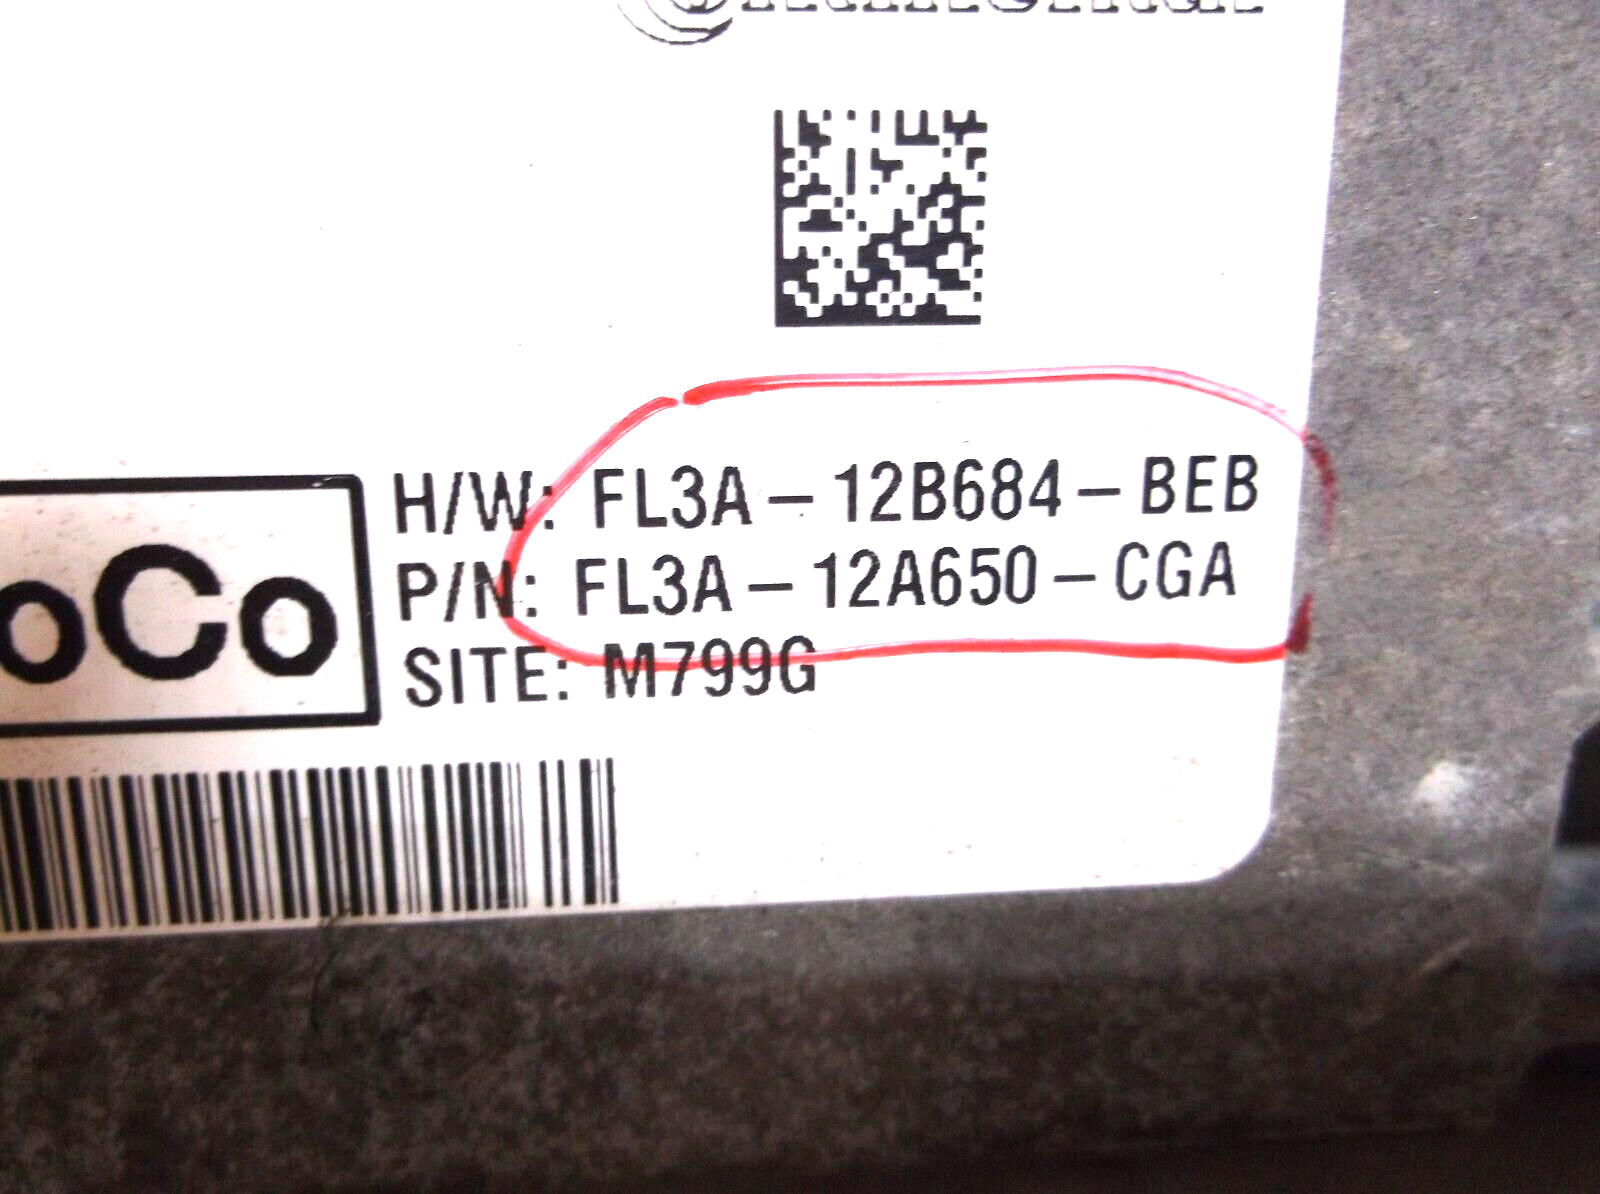 oCo
H/W: FL3A-12B684-BEB
P/N: FL3A-12A650-CGA
SITE: M799G